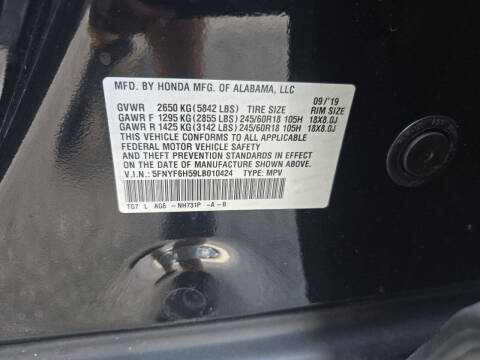 MFD. BY HONDA MFG. OF ALABAMA, LLC
09/'19
GVWR 2650 KG (5842 LBS) TIRE SIZE RIM SIZE
GAWR F 1295 KG (2855 LBS) 245/60R18 105H 18X8.0J
GAWR R 1425 KG (3142 LBS) 245/60R18 105H 18X8.0J
THIS VEHICLE CONFORMS TO ALL APPLICABLE
FEDERAL MOTOR VEHICLE SAFETY
AND THEFT PREVENTION STANDARDS IN EFFECT
ON THE DATE OF MANUFACTURE SHOWN ABOVE.
V.I.N.: 5FNYF6H59LB010424 TYPE: MPV
TG7 L AG6 -NH731P -A-B